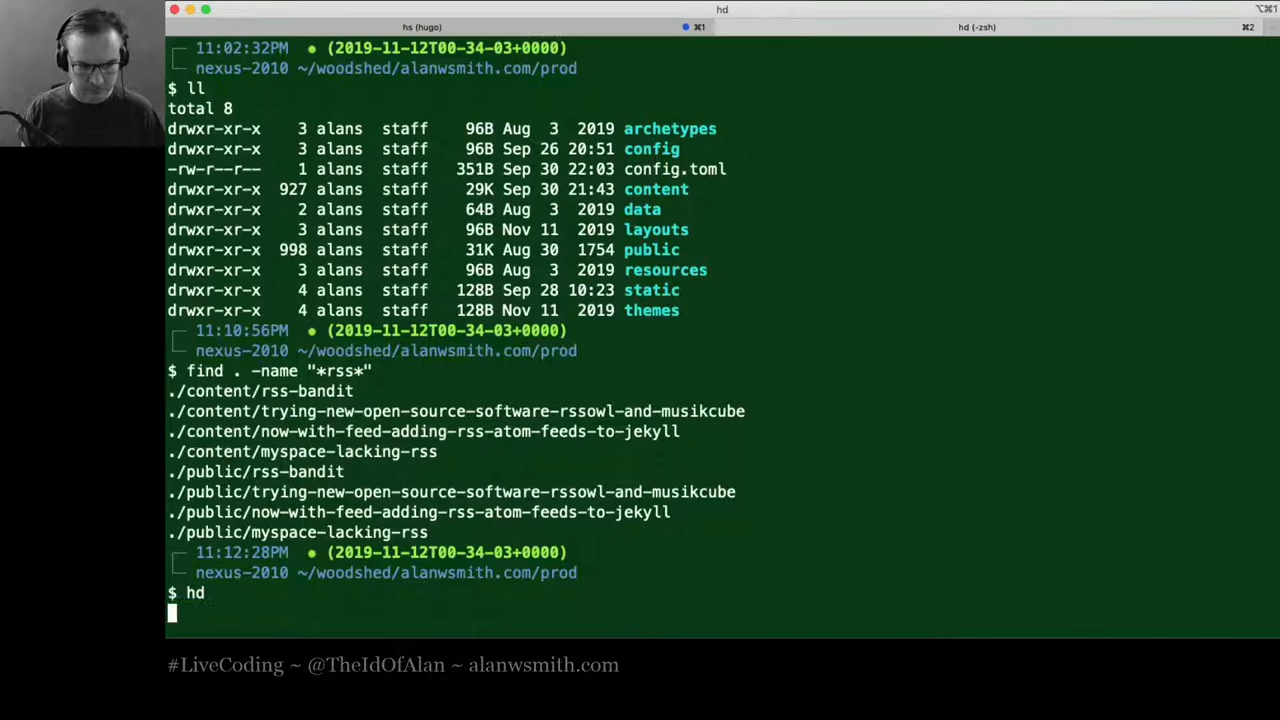 hd
⌥⌘1
hs (hugo)
⌘1
hd (-zsh)
⌘2
11:02:32PM ● (2019-11-12T00-34-03+0000)
nexus-2010 ~/woodshed/alanwsmith.com/prod
$ ll
total 8
drwxr-xr-x 3 alans staff 96B Aug 3 2019 archetypes
drwxr-xr-x 3 alans staff 96B Sep 26 20:51 config
-rw-r--r-- 1 alans staff 351B Sep 30 22:03 config.toml
drwxr-xr-x 927 alans staff 29K Sep 30 21:43 content
drwxr-xr-x 2 alans staff 64B Aug 3 2019 data
drwxr-xr-x 3 alans staff 96B Nov 11 2019 layouts
drwxr-xr-x 998 alans staff 31K Aug 30 1754 public
drwxr-xr-x 3 alans staff 96B Aug 3 2019 resources
drwxr-xr-x 4 alans staff 128B Sep 28 10:23 static
drwxr-xr-x 4 alans staff 128B Nov 11 2019 themes
11:10:56PM ● (2019-11-12T00-34-03+0000)
nexus-2010 ~/woodshed/alanwsmith.com/prod
$ find . -name "*rss*"
./content/rss-bandit
./content/trying-new-open-source-software-rssowl-and-musikcube
./content/now-with-feed-adding-rss-atom-feeds-to-jekyll
./content/myspace-lacking-rss
./public/rss-bandit
./public/trying-new-open-source-software-rssowl-and-musikcube
./public/now-with-feed-adding-rss-atom-feeds-to-jekyll
./public/myspace-lacking-rss
11:12:28PM ● (2019-11-12T00-34-03+0000)
nexus-2010 ~/woodshed/alanwsmith.com/prod
$ hd
#LiveCoding ~ @TheIdOfAlan ~ alanwsmith.com